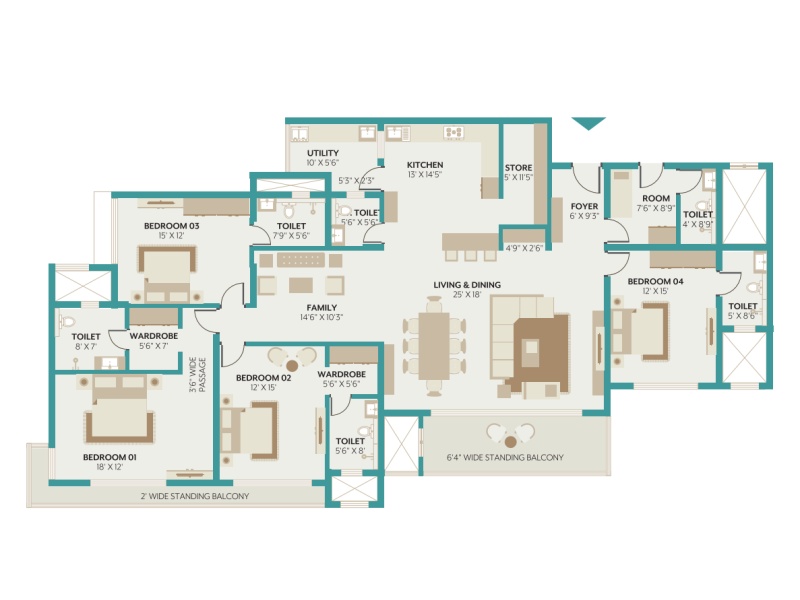 UTILITY
10' X 5'6"
KITCHEN
13' X 14'5"
STORE
5' X 11'5"
5'3" X 2'3"
FOYER
6' X 9'3"
ROOM
7'6" X 8'9"
TOILET
4' X 8'9"
BEDROOM 03
15' X 12'
TOILET
7'9" X 5'6"
TOILET
5'6" X 5'6"
4'9" X 2'6"
LIVING & DINING
25' X 18'
BEDROOM 04
12' X 15'
TOILET
5' X 8'6"
FAMILY
14'6" X 10'3"
TOILET
8' X 7'
WARDROBE
5'6" X 7'
3'6" WIDE
PASSAGE
BEDROOM 02
12' X 15'
WARDROBE
5'6" X 5'6"
TOILET
5'6" X 8'
BEDROOM 01
18' X 12'
6'4" WIDE STANDING BALCONY
2' WIDE STANDING BALCONY